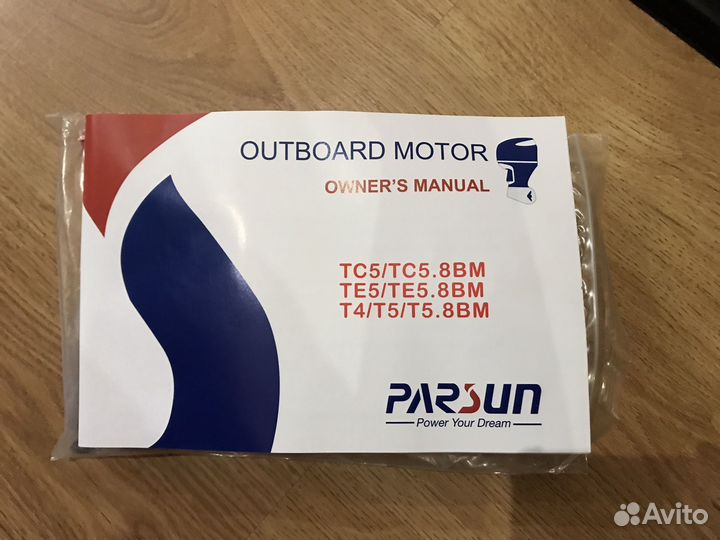 OUTBOARD MOTOR
OWNER'S MANUAL
TC5/TC5.8BM
TE5/TE5.8BM
T4/T5/T5.8BM
PARSUN
Power Your Dream
Avito